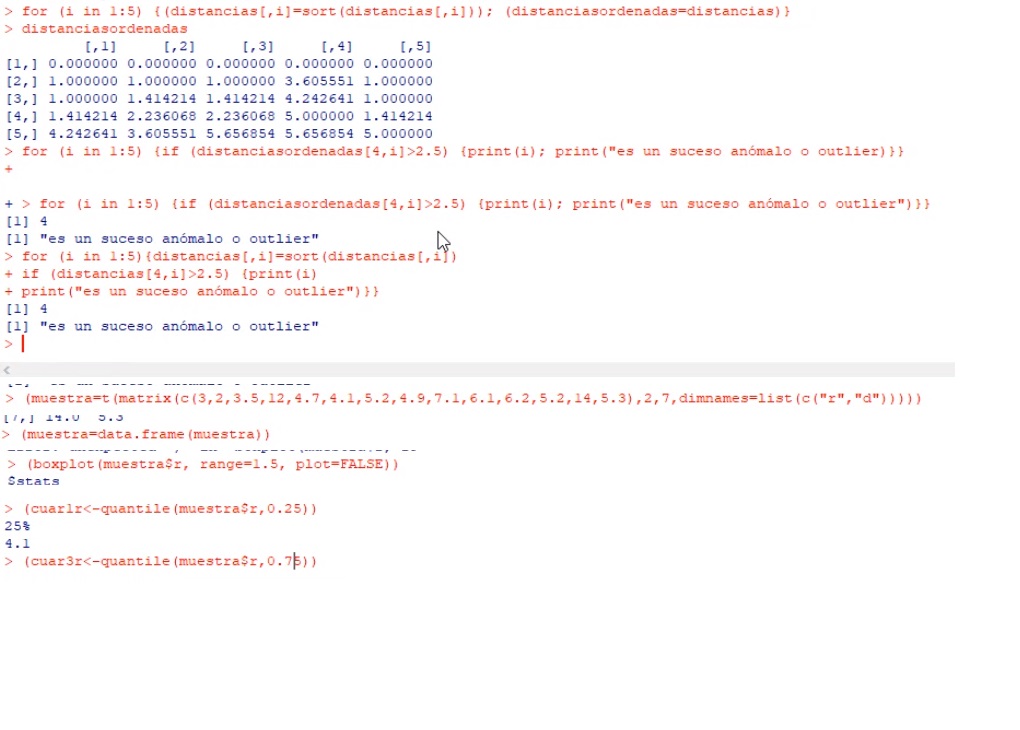 > for (i in 1:5) {(distancias[,i]=sort(distancias[,i])); (distanciasordenadas=distancias)}
> distanciasordenadas
[,1] [,2] [,3] [,4] [,5]
[1,] 0.000000 0.000000 0.000000 0.000000 0.000000
[2,] 1.000000 1.000000 1.000000 3.605551 1.000000
[3,] 1.000000 1.414214 1.414214 4.242641 1.000000
[4,] 1.414214 2.236068 2.236068 5.000000 1.414214
[5,] 4.242641 3.605551 5.656854 5.656854 5.000000
> for (i in 1:5) {if (distanciasordenadas[4,i]>2.5) {print(i); print("es un suceso anómalo o outlier)}}
+
+ > for (i in 1:5) {if (distanciasordenadas[4,i]>2.5) {print(i); print("es un suceso anómalo o outlier")}}
[1] 4
[1] "es un suceso anómalo o outlier"
> for (i in 1:5){distancias[,i]=sort(distancias[,i])
+ if (distancias[4,i]>2.5) {print(i)
+ print("es un suceso anómalo o outlier")}}
[1] 4
[1] "es un suceso anómalo o outlier"
>
> (muestra=t(matrix(c(3,2,3.5,12,4.7,4.1,5.2,4.9,7.1,6.1,6.2,5.2,14,5.3),2,7,dimnames=list(c("r","d")))))
[7,] 14.0 5.3
> (muestra=data.frame(muestra))
> (boxplot(muestra$r, range=1.5, plot=FALSE))
$stats
> (cuar1r<-quantile(muestra$r,0.25))
25%
4.1
> (cuar3r<-quantile(muestra$r,0.75))